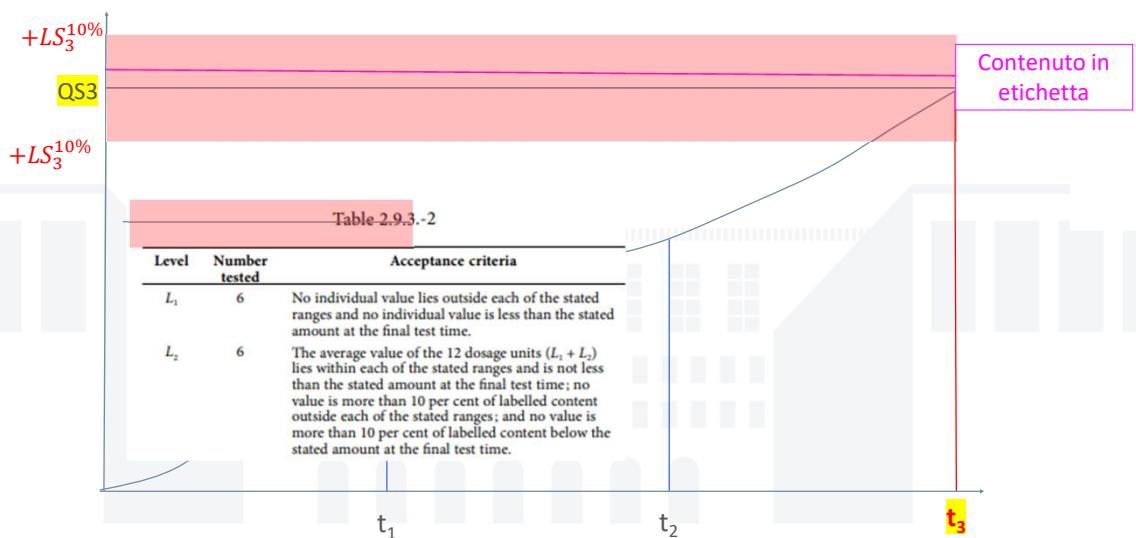 +LS₃¹⁰%
QS3
Contenuto in
etichetta
+LS₃¹⁰%
Table 2.9.3.-2
Level Number tested Acceptance criteria
L₁ 6 No individual value lies outside each of the stated
ranges and no individual value is less than the stated
amount at the final test time.
L₂ 6 The average value of the 12 dosage units (L₁ + L₂)
lies within each of the stated ranges and is not less
than the stated amount at the final test time; no
value is more than 10 per cent of labelled content
outside each of the stated ranges; and no value is
more than 10 per cent of labelled content below the
stated amount at the final test time.
t₁ t₂ t₃